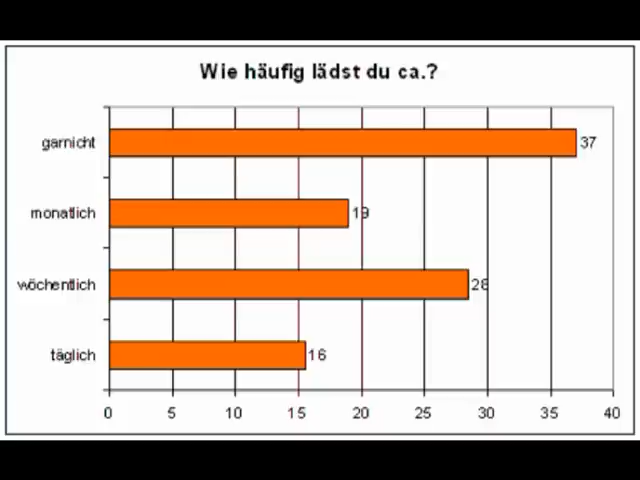 Wie häufig lädst du ca.?
garnicht 37
monatlich 19
wöchentlich 28
täglich 16
0 5 10 15 20 25 30 35 40